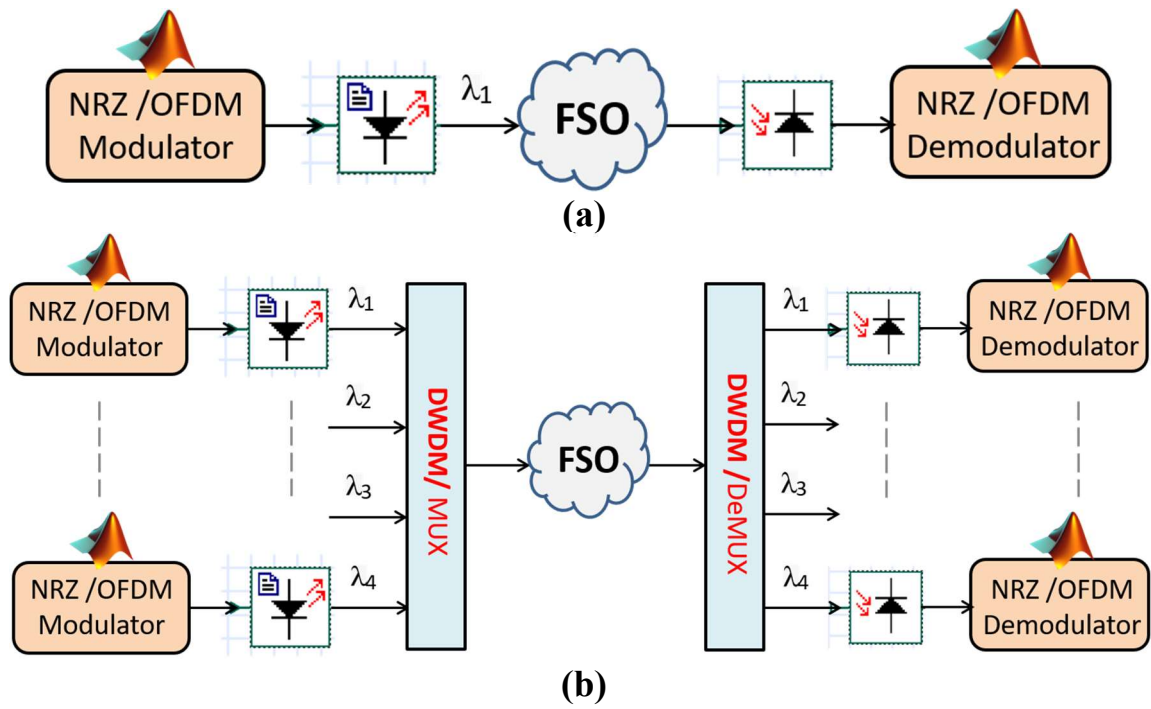 NRZ /OFDM
Modulator
λ1
FSO
NRZ /OFDM
Demodulator
(a)
NRZ /OFDM
Modulator
λ1
λ2
λ3
λ4
NRZ /OFDM
Modulator
DWDM/ MUX
FSO
DWDM /DeMUX
λ1
λ2
λ3
λ4
NRZ /OFDM
Demodulator
NRZ /OFDM
Demodulator
(b)